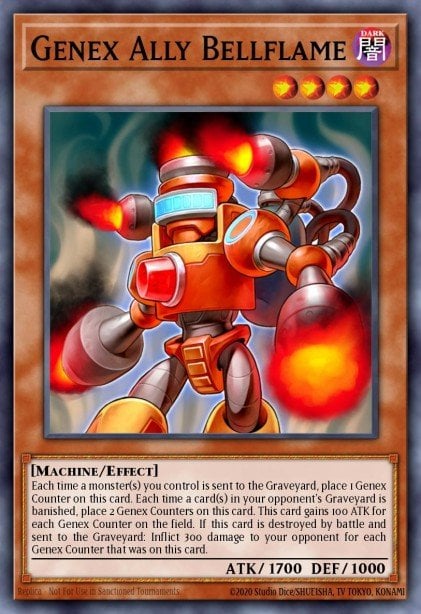 Genex Ally Bellflame
DARK
闇
[Machine/Effect]
Each time a monster(s) you control is sent to the Graveyard, place 1 Genex
Counter on this card. Each time a card(s) in your opponent's Graveyard is
banished, place 2 Genex Counters on this card. This card gains 100 ATK for
each Genex Counter on the field. If this card is destroyed by battle and
sent to the Graveyard: Inflict 300 damage to your opponent for each
Genex Counter that was on this card.
ATK/ 1700 DEF/1000
Replica - Not For Use in Sanctioned Tournaments
©2020 Studio Dice/SHUEISHA, TV TOKYO, KONAMI